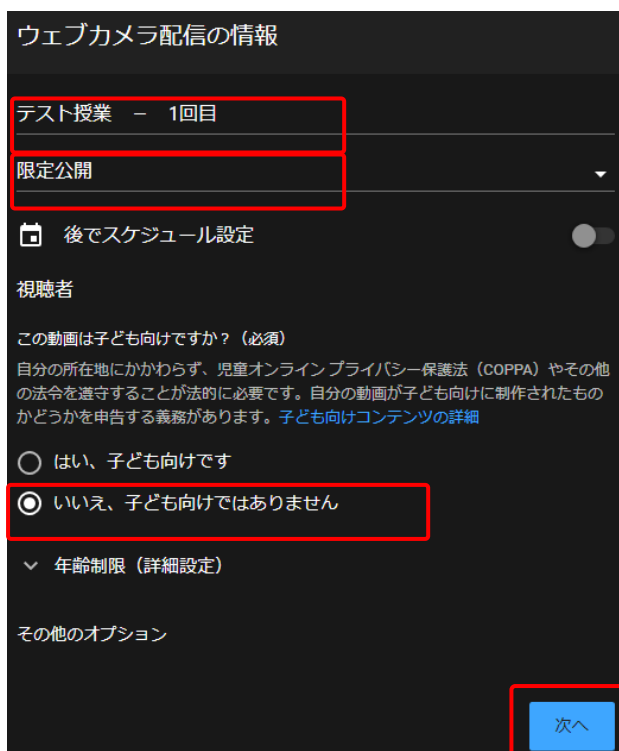 ウェブカメラ配信の情報
テスト授業　－　1回目
限定公開
後でスケジュール設定
視聴者
この動画は子ども向けですか？（必須）
自分の所在地にかかわらず、児童オンライン プライバシー保護法（COPPA）やその他
の法令を遵守することが法的に必要です。自分の動画が子ども向けに制作されたもの
かどうかを申告する義務があります。子ども向けコンテンツの詳細
はい、子ども向けです
いいえ、子ども向けではありません
年齢制限（詳細設定）
その他のオプション
次へ